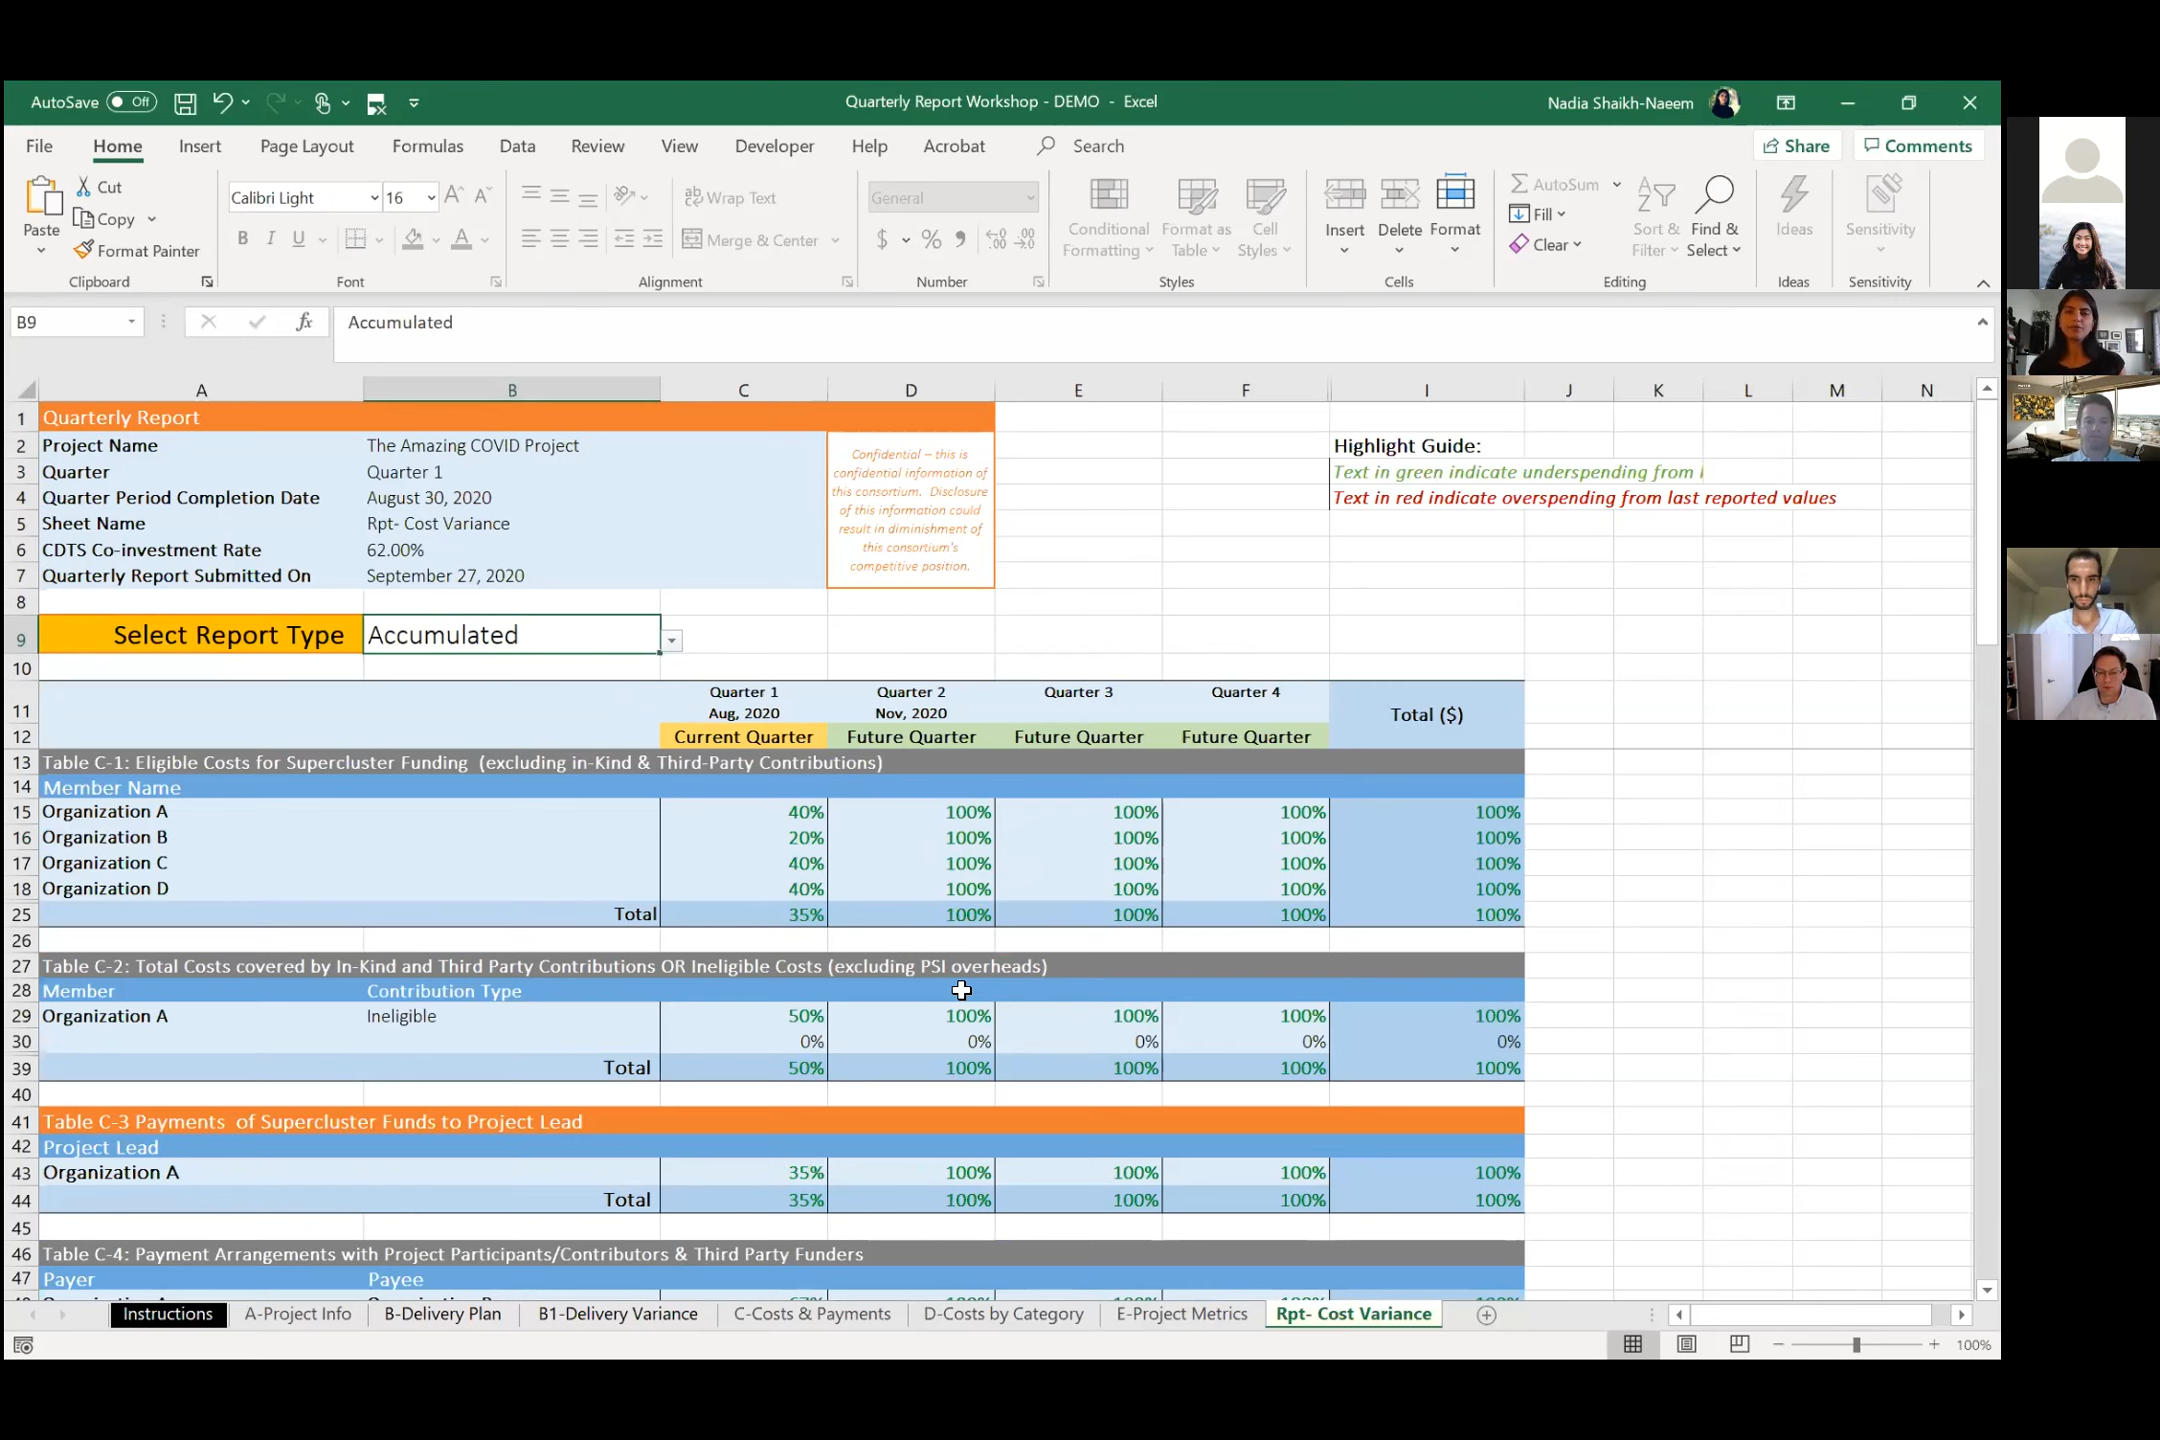 AutoSave Off
Quarterly Report Workshop - DEMO - Excel
Nadia Shaikh-Naeem
File Home Insert Page Layout Formulas Data Review View Developer Help Acrobat Search Share Comments
Paste Cut Copy Format Painter
Calibri Light 16
B I U
Wrap Text
Merge & Center
General
$ % 9
Conditional Formatting
Format as Table
Cell Styles
Insert Delete Format
AutoSum Fill Clear
Sort & Filter
Find & Select
Ideas
Sensitivity
Clipboard Font Alignment Number Styles Cells Editing Ideas Sensitivity
B9 fx Accumulated
A B C D E F I J K L M N
1 Quarterly Report
2 Project Name The Amazing COVID Project Highlight Guide:
3 Quarter Quarter 1 Text in green indicate underspending from
4 Quarter Period Completion Date August 30, 2020 Text in red indicate overspending from last reported values
5 Sheet Name Rpt- Cost Variance
6 CDTS Co-investment Rate 62.00%
7 Quarterly Report Submitted On September 27, 2020
Confidential – this is
confidential information of
this consortium. Disclosure
of this information could
result in diminishment of
this consortium's
competitive position.
8
9 Select Report Type Accumulated
10
11 Quarter 1 Quarter 2 Quarter 3 Quarter 4 Total ($)
Aug, 2020 Nov, 2020
12 Current Quarter Future Quarter Future Quarter Future Quarter
13 Table C-1: Eligible Costs for Supercluster Funding (excluding in-Kind & Third-Party Contributions)
14 Member Name
15 Organization A 40% 100% 100% 100% 100%
16 Organization B 20% 100% 100% 100% 100%
17 Organization C 40% 100% 100% 100% 100%
18 Organization D 40% 100% 100% 100% 100%
25 Total 35% 100% 100% 100% 100%
26
27 Table C-2: Total Costs covered by In-Kind and Third Party Contributions OR Ineligible Costs (excluding PSI overheads)
28 Member Contribution Type
29 Organization A Ineligible 50% 100% 100% 100% 100%
30 0% 0% 0% 0% 0%
39 Total 50% 100% 100% 100% 100%
40
41 Table C-3 Payments of Supercluster Funds to Project Lead
42 Project Lead
43 Organization A 35% 100% 100% 100% 100%
44 Total 35% 100% 100% 100% 100%
45
46 Table C-4: Payment Arrangements with Project Participants/Contributors & Third Party Funders
47 Payer Payee
Instructions A-Project Info B-Delivery Plan B1-Delivery Variance C-Costs & Payments D-Costs by Category E-Project Metrics Rpt- Cost Variance
100%